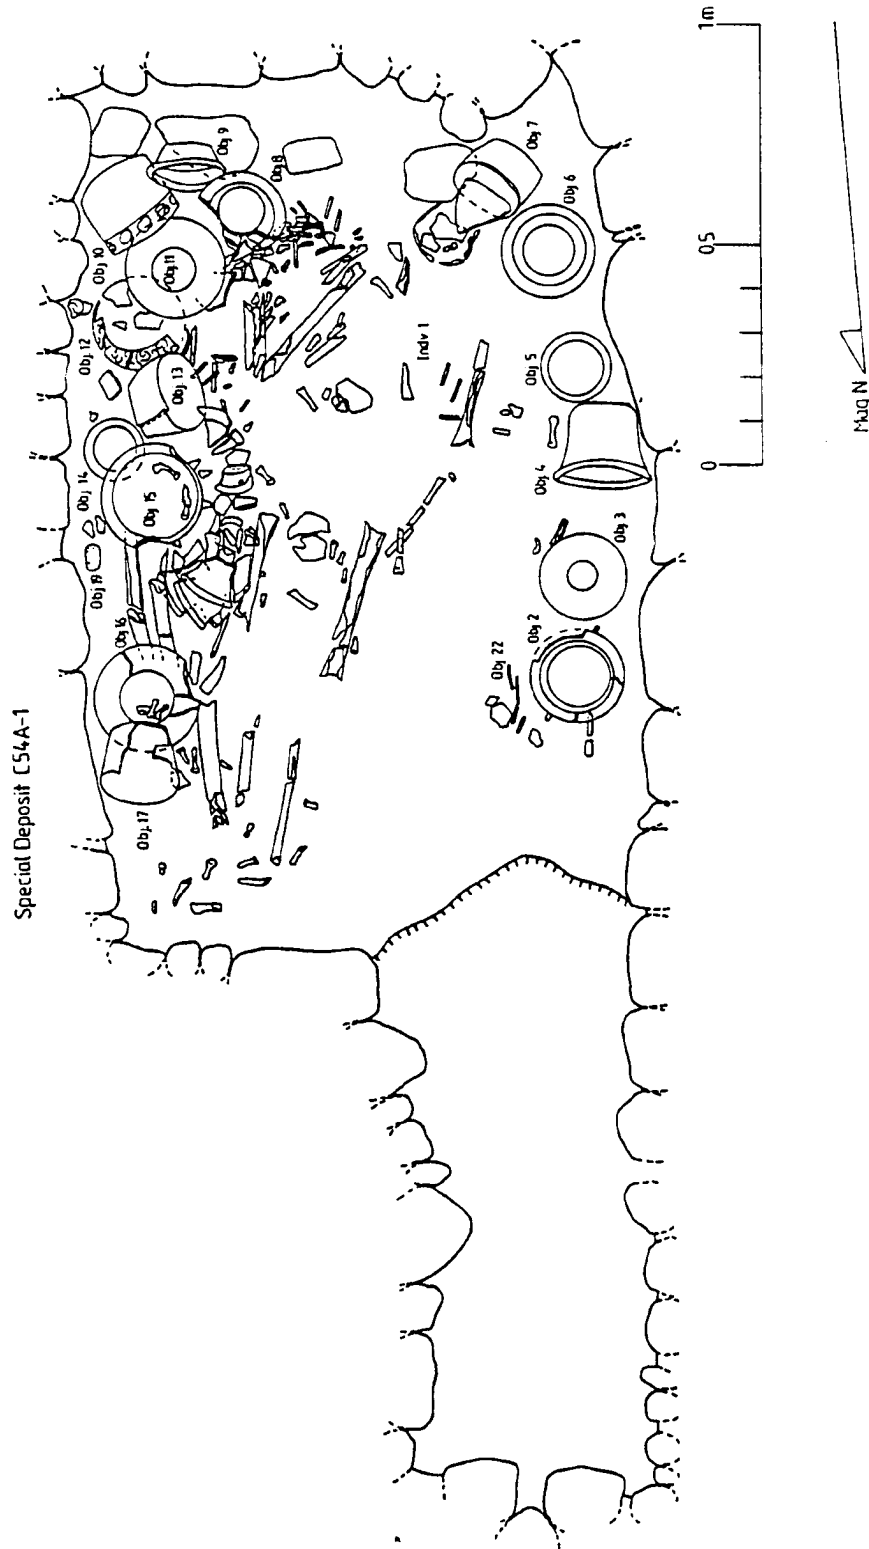 Special Deposit C54A-1
Obj 9
Obj 8
Obj 7
Obj 6
Obj 10
Obj 11
Obj 12
Obj 13
Indv 1
Obj 5
Obj 14
Obj 15
Obj 4
Obj 19
Obj 3
Obj 16
Obj 2
Obj 22
Obj.17
1m
0.5
0
Mag N